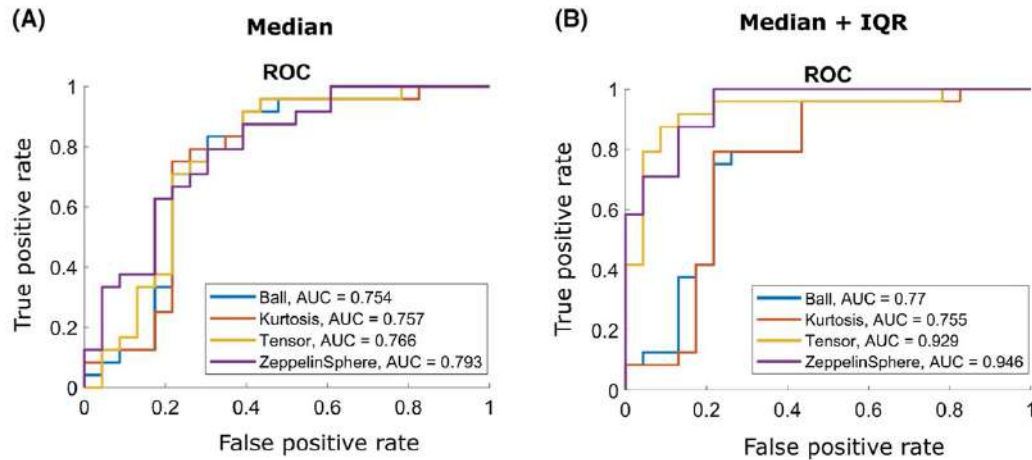 (A)
Median
ROC
True positive rate
1
0.8
0.6
0.4
0.2
0
Ball, AUC = 0.754
Kurtosis, AUC = 0.757
Tensor, AUC = 0.766
ZeppelinSphere, AUC = 0.793
0 0.2 0.4 0.6 0.8 1
False positive rate
(B)
Median + IQR
ROC
True positive rate
1
0.8
0.6
0.4
0.2
0
Ball, AUC = 0.77
Kurtosis, AUC = 0.755
Tensor, AUC = 0.929
ZeppelinSphere, AUC = 0.946
0 0.2 0.4 0.6 0.8 1
False positive rate